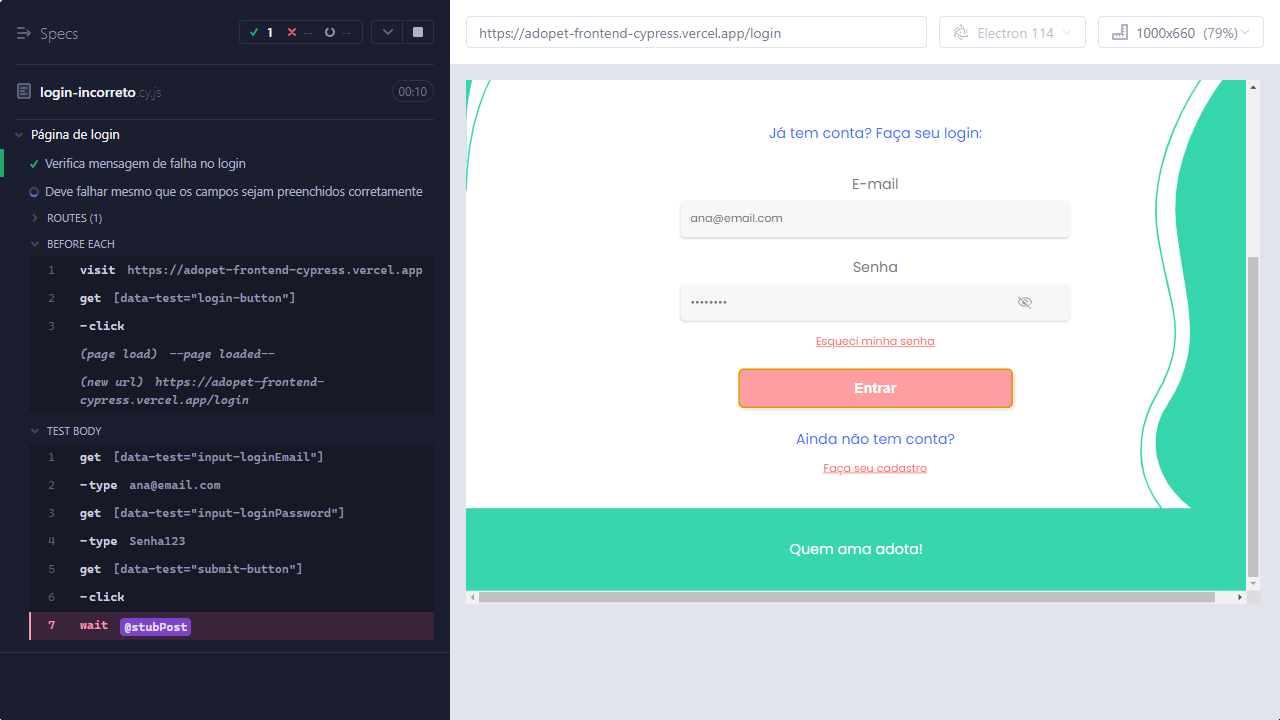 Specs
1 -- --
login-incorreto.cy.js 00:10
Página de login
Verifica mensagem de falha no login
Deve falhar mesmo que os campos sejam preenchidos corretamente
ROUTES (1)
BEFORE EACH
1 visit https://adopet-frontend-cypress.vercel.app
2 get [data-test="login-button"]
3 -click
(page load) --page loaded--
(new url) https://adopet-frontend-
cypress.vercel.app/login
TEST BODY
1 get [data-test="input-loginEmail"]
2 -type ana@email.com
3 get [data-test="input-loginPassword"]
4 -type Senha123
5 get [data-test="submit-button"]
6 -click
7 wait @stubPost
https://adopet-frontend-cypress.vercel.app/login
Electron 114
1000x660 (79%)
Já tem conta? Faça seu login:
E-mail
ana@email.com
Senha
••••••••
Esqueci minha senha
Entrar
Ainda não tem conta?
Faça seu cadastro
Quem ama adota!